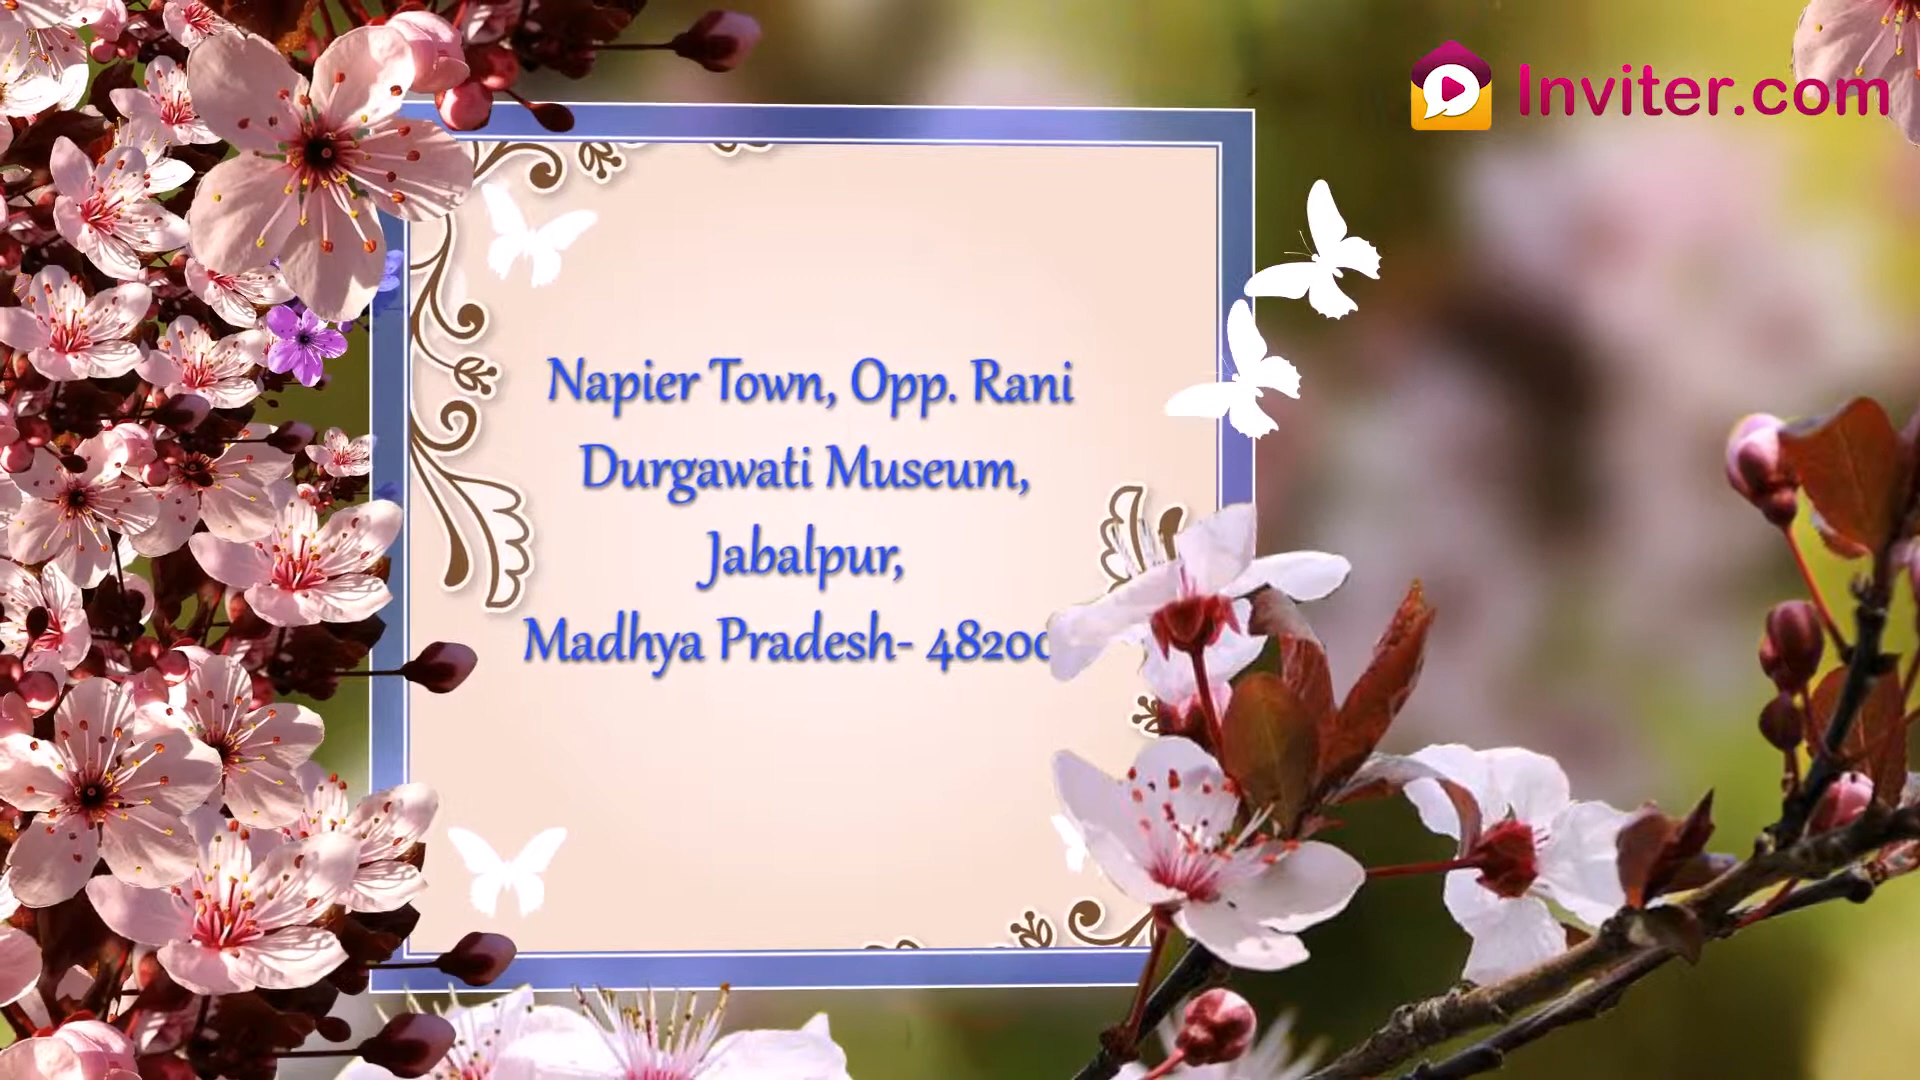 Inviter.com
Napier Town, Opp. Rani
Durgawati Museum,
Jabalpur,
Madhya Pradesh-